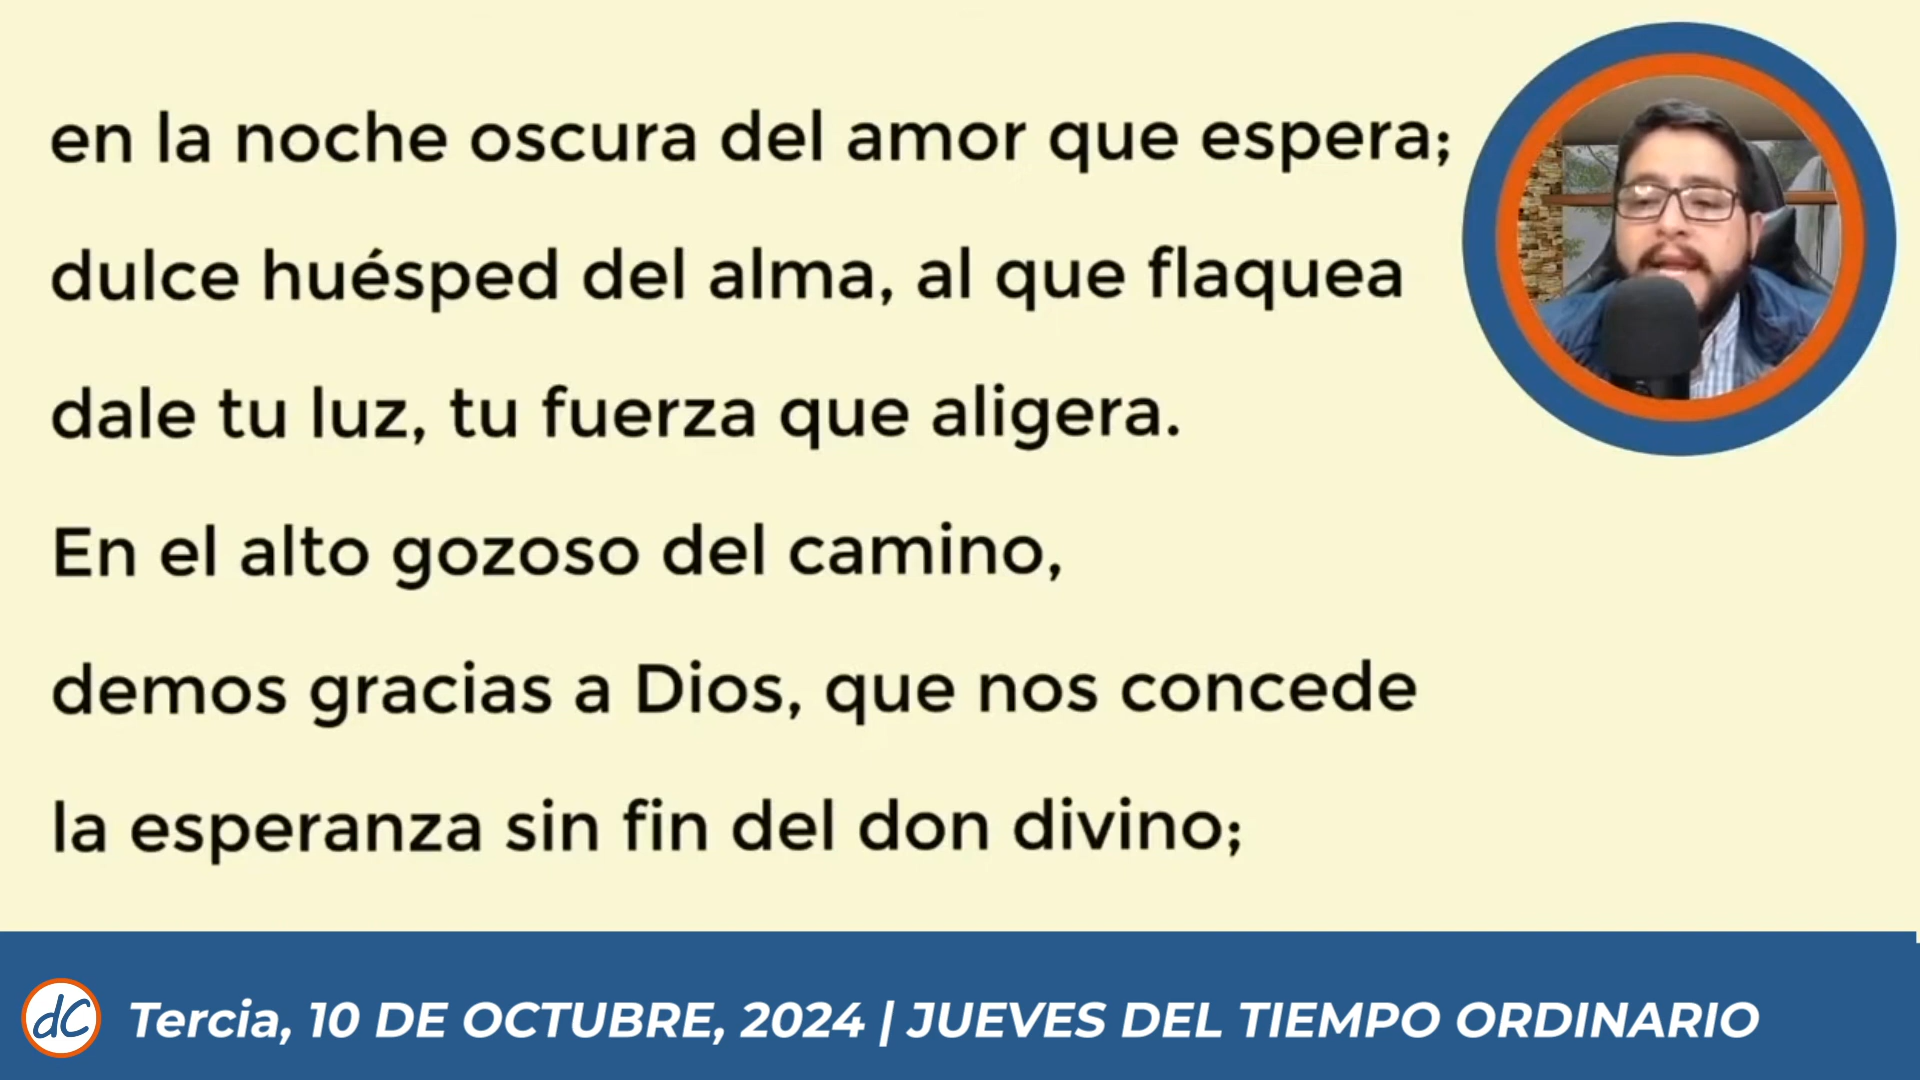 en la noche oscura del amor que espera;
dulce huésped del alma, al que flaquea
dale tu luz, tu fuerza que aligera.
En el alto gozoso del camino,
demos gracias a Dios, que nos concede
la esperanza sin fin del don divino;
dC Tercia, 10 DE OCTUBRE, 2024 | JUEVES DEL TIEMPO ORDINARIO